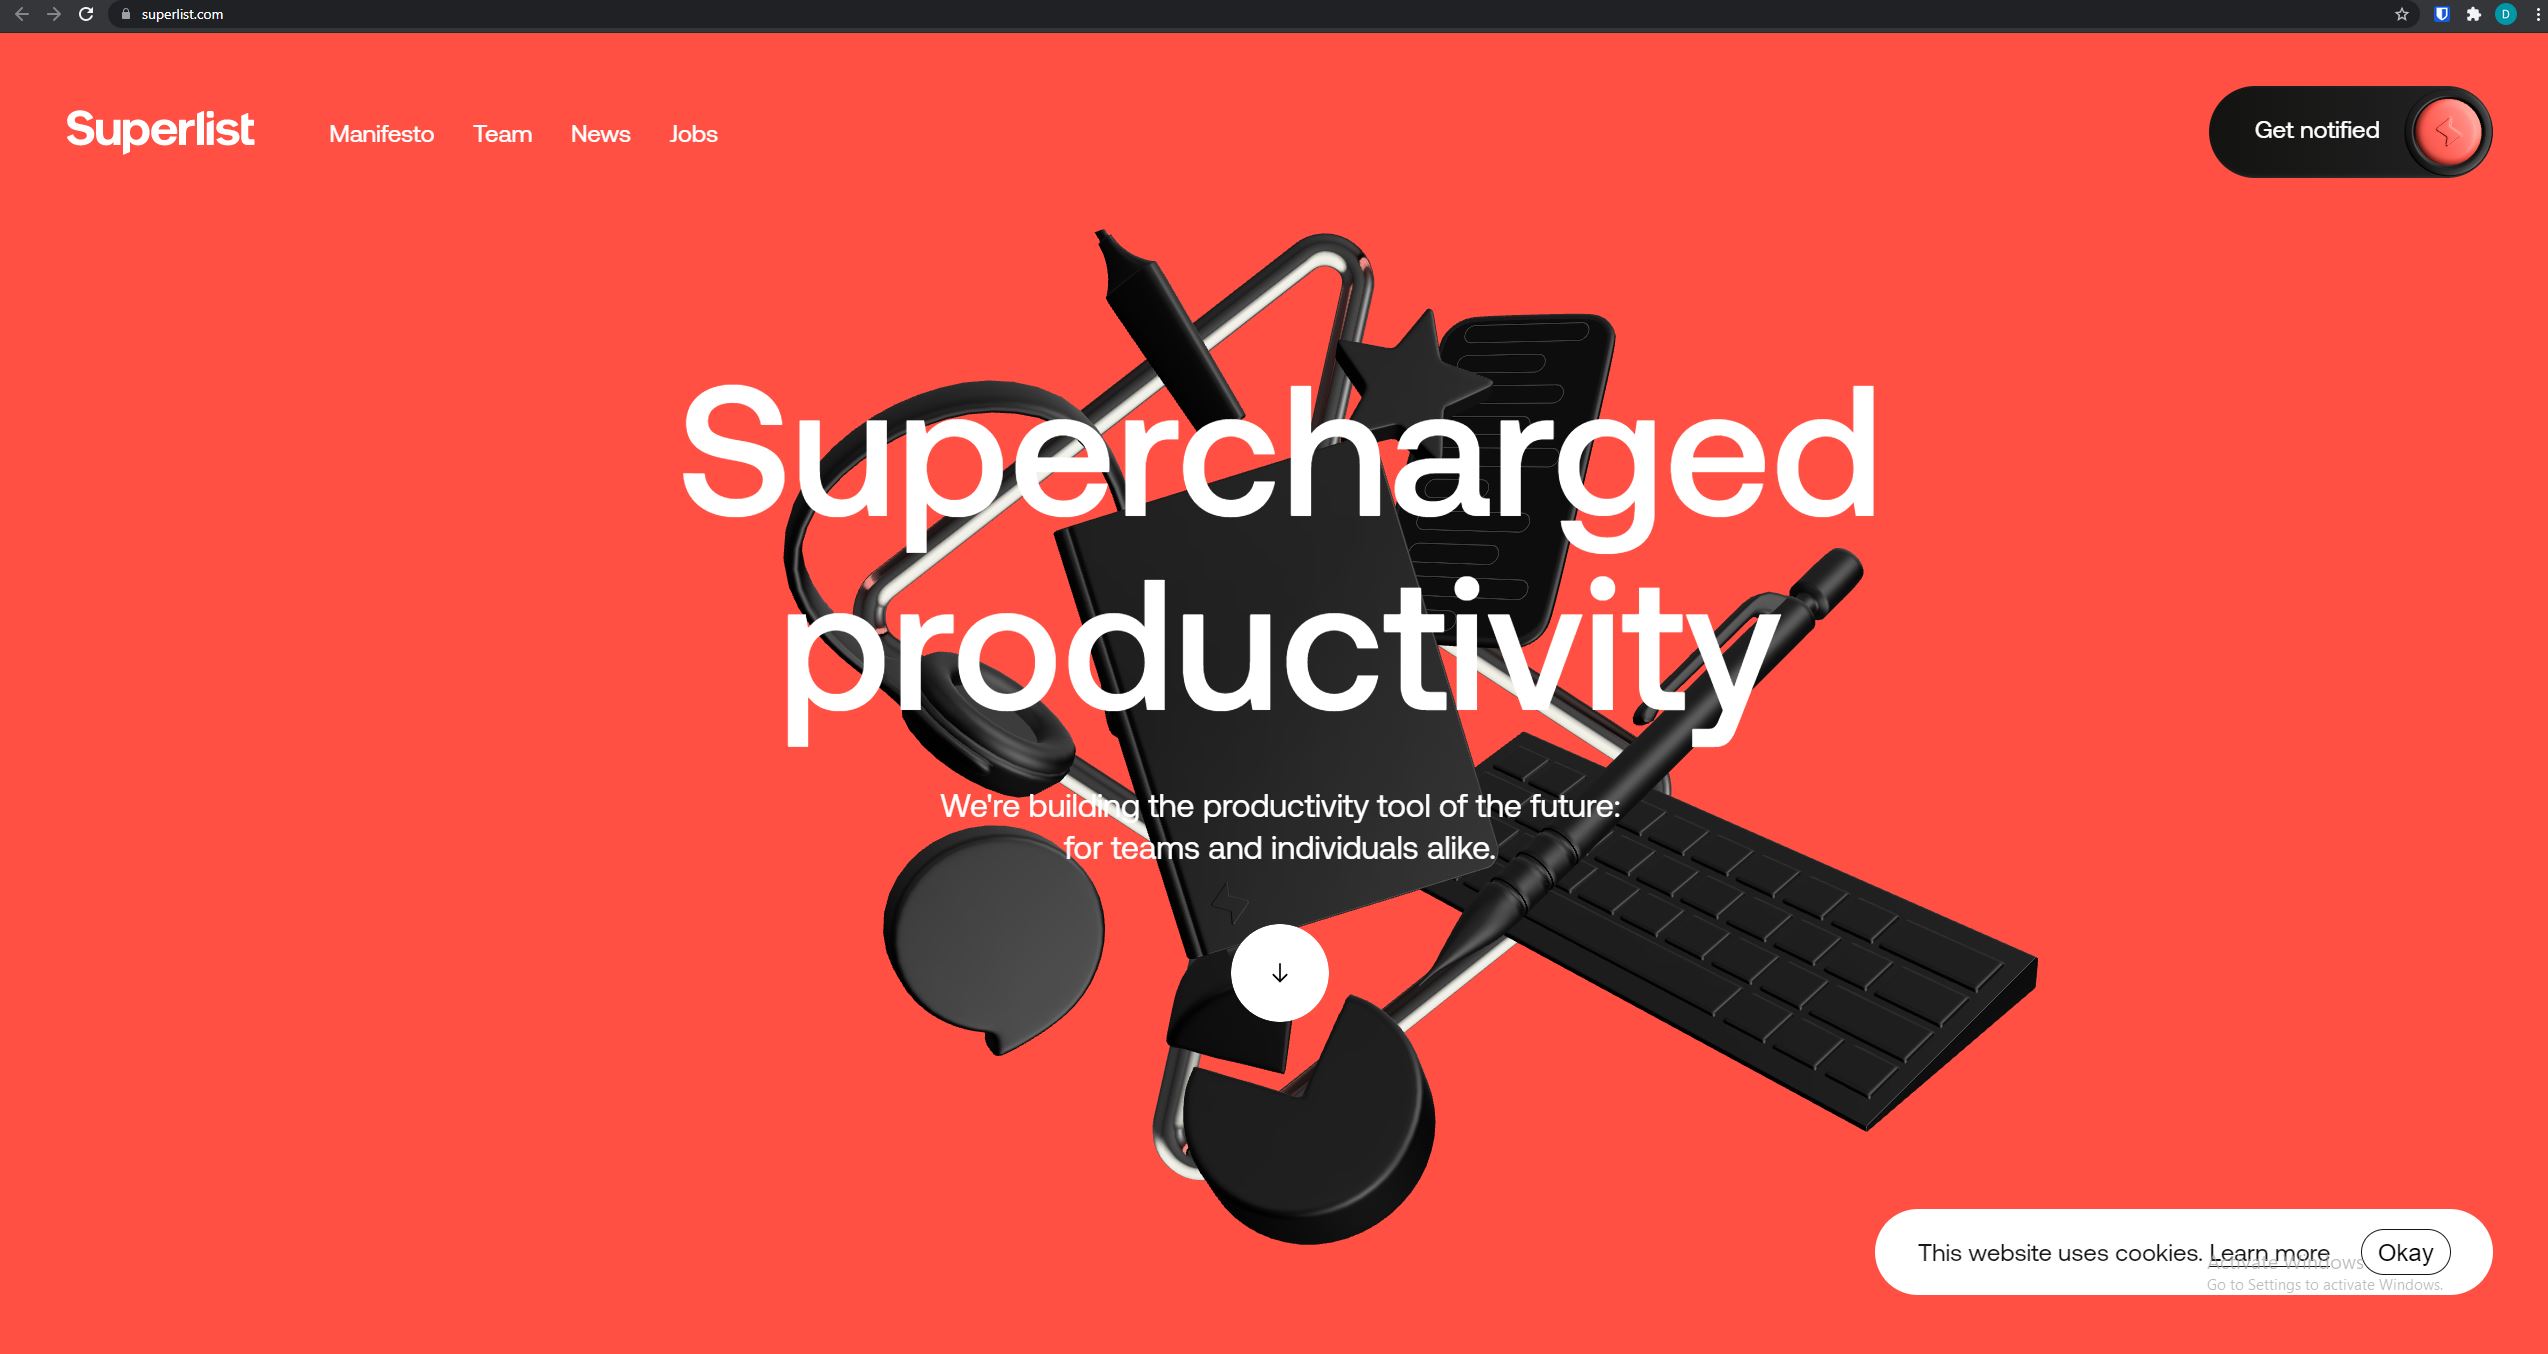 superlist.com
D
Superlist
Manifesto
Team
News
Jobs
Get notified
Supercharged
productivity
We're building the productivity tool of the future:
for teams and individuals alike.
This website uses cookies. Learn more
Okay
Activate Windows
Go to Settings to activate Windows.